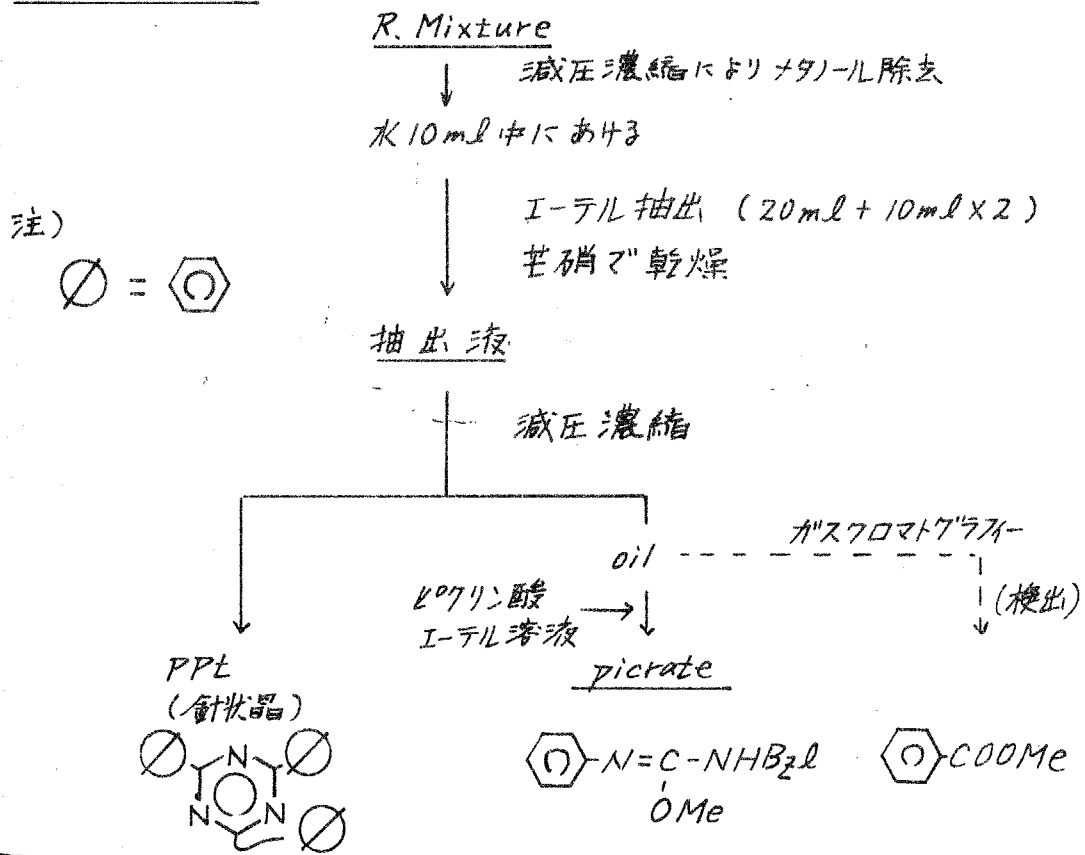 R. Mixture
減圧濃縮によりメタノール除去
水10ml中にあける
エーテル抽出 (20ml + 10ml×2)
芒硝で乾燥
注)
∅ =
抽出液
減圧濃縮
ガスクロマトグラフィー
oil
(検出)
ピクリン酸
エーテル溶液
PPt
(針状晶)
picrate
N
N N
-N=C-NHBzl
OMe
COOMe